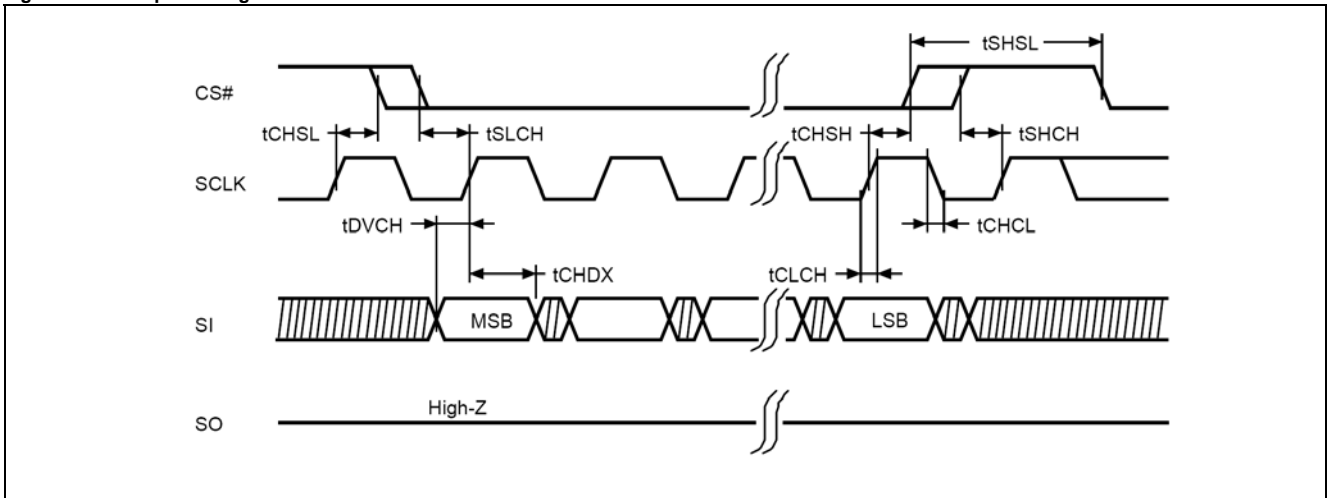 tSHSL
CS#
tCHSL
tSLCH
tCHSH
tSHCH
SCLK
tDVCH
tCHCL
tCHDX
tCLCH
SI
MSB
LSB
High-Z
SO